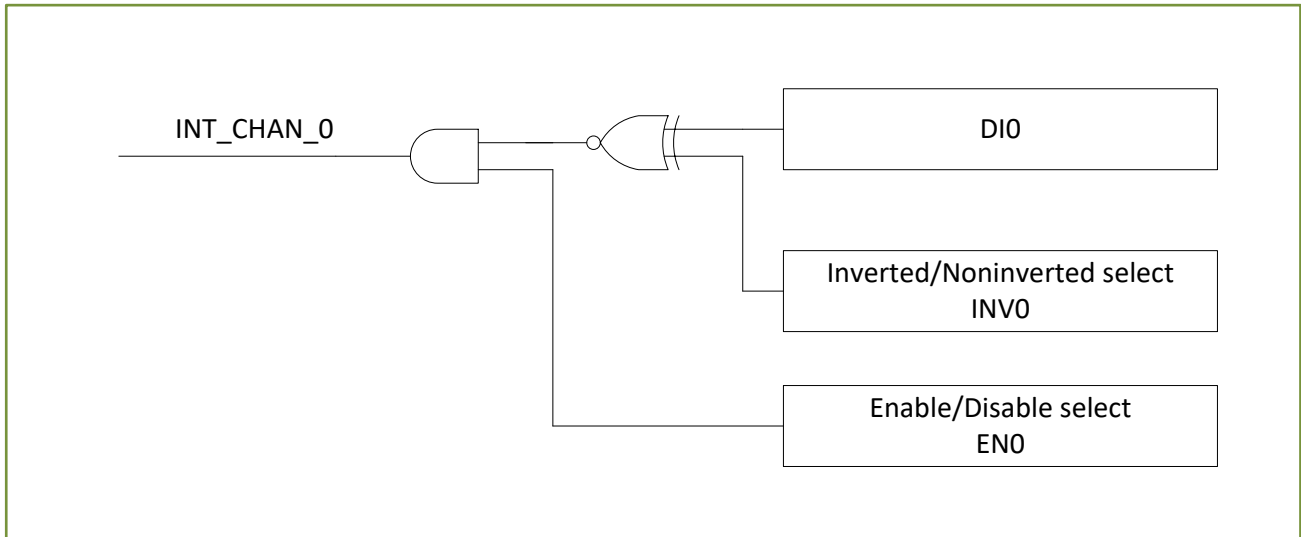 INT_CHAN_0
DI0
Inverted/Noninverted select
INV0
Enable/Disable select
EN0